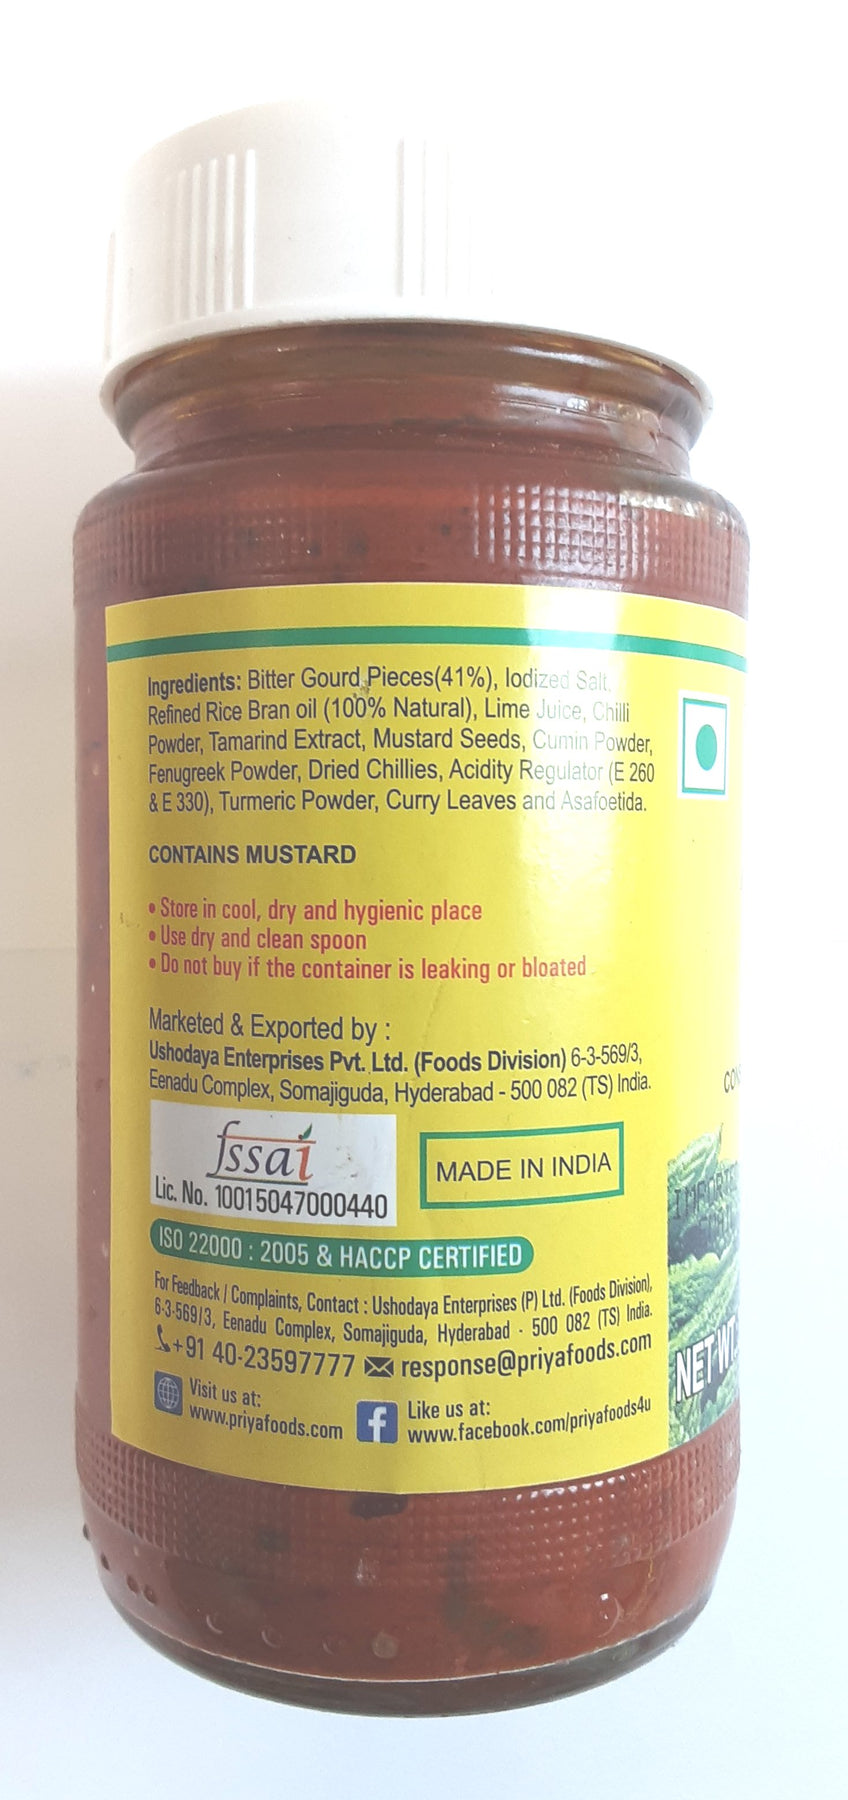 Ingredients: Bitter Gourd Pieces(41%), Iodized Salt,
Refined Rice Bran oil (100% Natural), Lime Juice, Chilli
Powder, Tamarind Extract, Mustard Seeds, Cumin Powder,
Fenugreek Powder, Dried Chillies, Acidity Regulator (E 260
& E 330), Turmeric Powder, Curry Leaves and Asafoetida.
CONTAINS MUSTARD
• Store in cool, dry and hygienic place
• Use dry and clean spoon
• Do not buy if the container is leaking or bloated
Marketed & Exported by :
Ushodaya Enterprises Pvt. Ltd. (Foods Division) 6-3-569/3,
Eenadu Complex, Somajiguda, Hyderabad - 500 082 (TS) India.
fssai
Lic. No. 10015047000440
MADE IN INDIA
ISO 22000 : 2005 & HACCP CERTIFIED
For Feedback / Complaints, Contact : Ushodaya Enterprises (P) Ltd. (Foods Division),
6-3-569/3, Eenadu Complex, Somajiguda, Hyderabad - 500 082 (TS) India.
+91 40-23597777 response@priyafoods.com
Visit us at:
www.priyafoods.com
f Like us at:
www.facebook.com/priyafoods4u
NET WT.